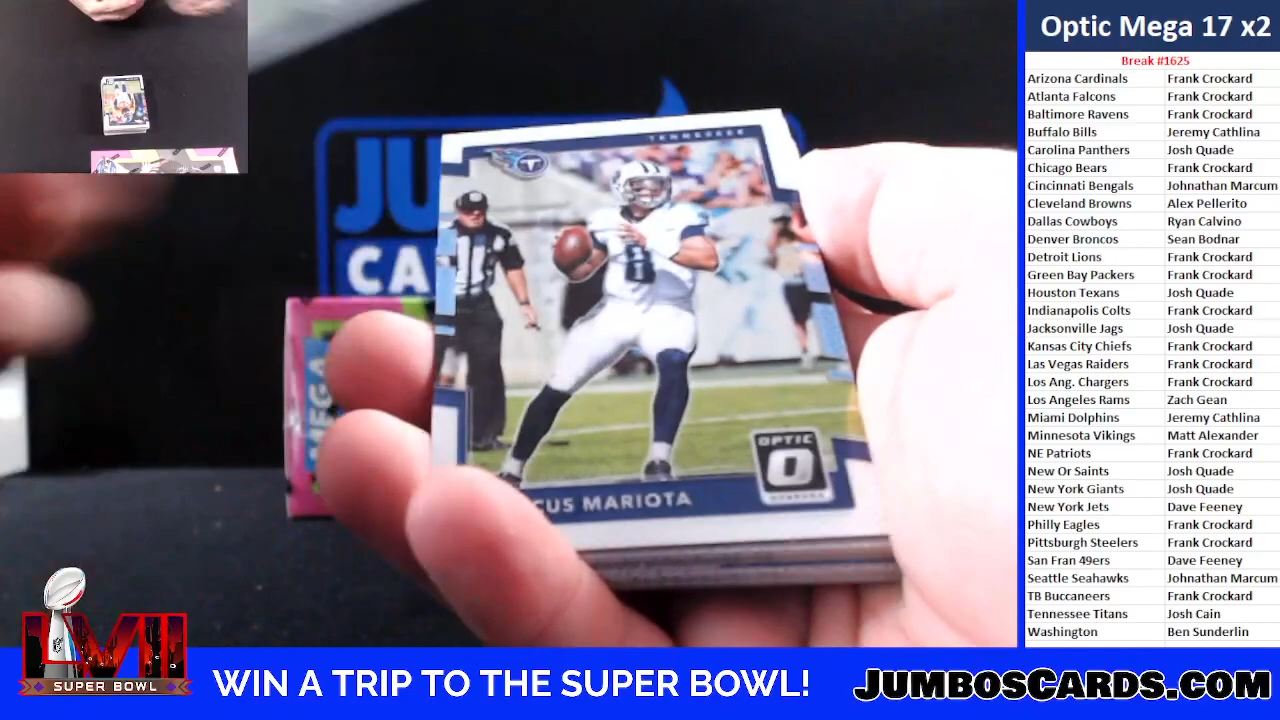 Optic Mega 17 x2
Break #1625
Arizona Cardinals Frank Crockard
Atlanta Falcons Frank Crockard
Baltimore Ravens Frank Crockard
Buffalo Bills Jeremy Cathlina
Carolina Panthers Josh Quade
Chicago Bears Frank Crockard
Cincinnati Bengals Johnathan Marcum
Cleveland Browns Alex Pellerito
Dallas Cowboys Ryan Calvino
Denver Broncos Sean Bodnar
Detroit Lions Frank Crockard
Green Bay Packers Frank Crockard
Houston Texans Josh Quade
Indianapolis Colts Frank Crockard
Jacksonville Jags Josh Quade
Kansas City Chiefs Frank Crockard
Las Vegas Raiders Frank Crockard
Los Ang. Chargers Frank Crockard
Los Angeles Rams Zach Gean
Miami Dolphins Jeremy Cathlina
Minnesota Vikings Matt Alexander
NE Patriots Frank Crockard
New Or Saints Josh Quade
New York Giants Josh Quade
New York Jets Dave Feeney
Philly Eagles Frank Crockard
Pittsburgh Steelers Frank Crockard
San Fran 49ers Dave Feeney
Seattle Seahawks Johnathan Marcum
TB Buccaneers Frank Crockard
Tennessee Titans Josh Cain
Washington Ben Sunderlin
TENNESSEE
T
8
OPTIC
O
DONRUSS
CUS MARIOTA
JU
CA
MEGA
LVI
SUPER BOWL
WIN A TRIP TO THE SUPER BOWL!
JUMBOSCARDS.COM